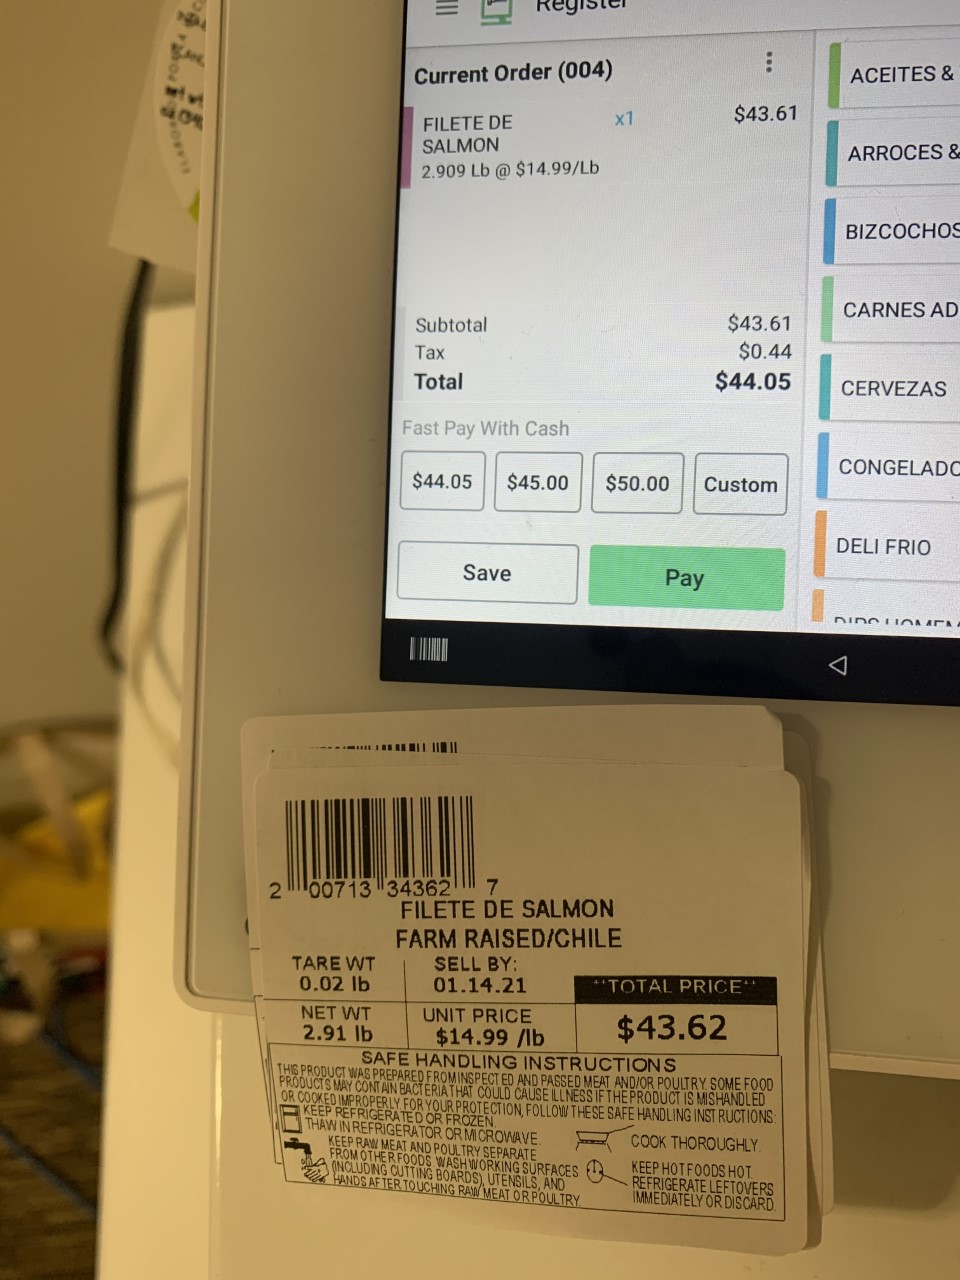 Register
Current Order (004)
FILETE DE
SALMON
x1
$43.61
2.909 Lb @ $14.99/Lb
Subtotal
$43.61
Tax
$0.44
Total
$44.05
Fast Pay With Cash
$44.05
$45.00
$50.00
Custom
Save
Pay
ACEITES &
ARROCES &
BIZCOCHOS
CARNES AD
CERVEZAS
CONGELADO
DELI FRIO
2 00713 34362 7
FILETE DE SALMON
FARM RAISED/CHILE
TARE WT
0.02 lb
SELL BY:
01.14.21
NET WT
2.91 lb
UNIT PRICE
$14.99 /lb
**TOTAL PRICE**
$43.62
SAFE HANDLING INSTRUCTIONS
THIS PRODUCT WAS PREPARED FROM INSPECTED AND PASSED MEAT AND/OR POULTRY. SOME FOOD
PRODUCTS MAY CONTAIN BACTERIA THAT COULD CAUSE ILLNESS IF THE PRODUCT IS MISHANDLED
OR COOKED IMPROPERLY. FOR YOUR PROTECTION, FOLLOW THESE SAFE HANDLING INSTRUCTIONS:
KEEP REFRIGERATED OR FROZEN.
THAW IN REFRIGERATOR OR MICROWAVE.
KEEP RAW MEAT AND POULTRY SEPARATE
FROM OTHER FOODS. WASH WORKING SURFACES
(INCLUDING CUTTING BOARDS), UTENSILS, AND
HANDS AFTER TOUCHING RAW MEAT OR POULTRY.
COOK THOROUGHLY.
KEEP HOT FOODS HOT.
REFRIGERATE LEFTOVERS
IMMEDIATELY OR DISCARD.